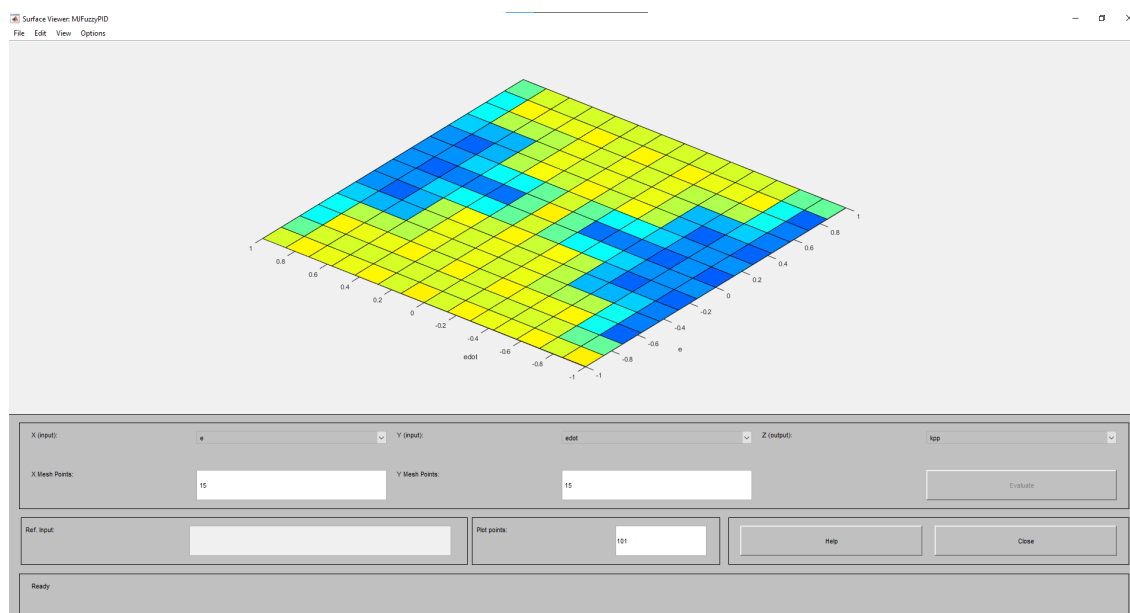 Surface Viewer: MJFuzzyPID
File Edit View Options
1
0.8
0.6
0.4
0.2
0
-0.2
-0.4
-0.6
-0.8
-1
edot
-1
-0.8
-0.6
-0.4
-0.2
0
0.2
0.4
0.6
0.8
1
e
X (input): e Y (input): edot Z (output): kpp
X Mesh Points: 15 Y Mesh Points: 15 Evaluate
Ref. Input: Plot points: 101 Help Close
Ready